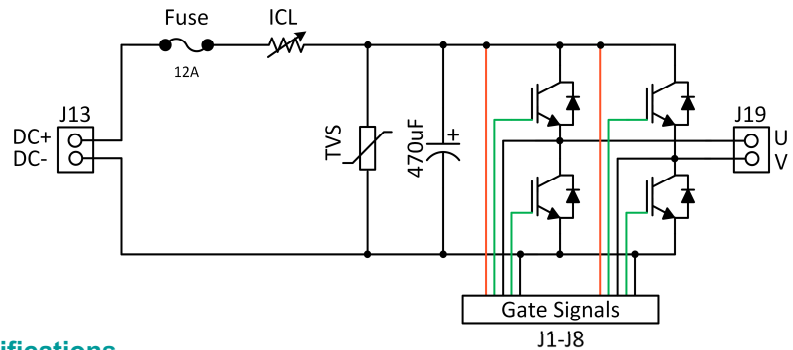 Fuse
ICL
12A
J13
DC+
DC-
TVS
470uF
+
J19
U
V
Gate Signals
J1-J8